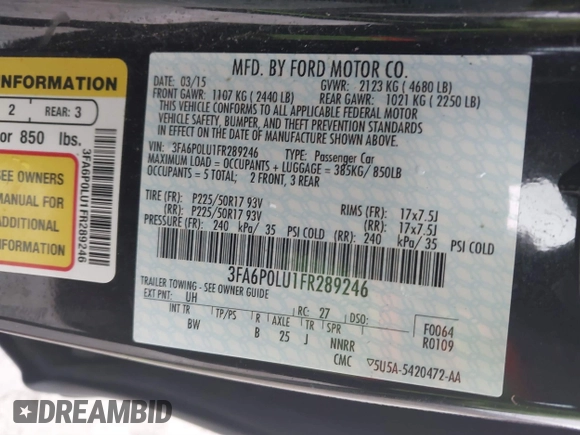 INFORMATION
2 REAR: 3
or 850 lbs.
SEE OWNERS
MANUAL FOR
ADDITIONAL
INFORMATION
3FA6P0LU1FR289246
MFD. BY FORD MOTOR CO.
DATE: 03/15 GVWR: 2123 KG ( 4680 LB)
FRONT GAWR: 1107 KG ( 2440 LB) REAR GAWR: 1021 KG ( 2250 LB)
THIS VEHICLE CONFORMS TO ALL APPLICABLE FEDERAL MOTOR
VEHICLE SAFETY, BUMPER, AND THEFT PREVENTION STANDARDS
IN EFFECT ON THE DATE OF MANUFACTURE SHOWN ABOVE.
VIN: 3FA6P0LU1FR289246 TYPE: Passenger Car
MAXIMUM LOAD = OCCUPANTS + LUGGAGE = 385KG/ 850LB
OCCUPANTS = 5 TOTAL; 2 FRONT, 3 REAR
TIRE (FR): P225/50R17 93V RIMS (FR): 17x7.5J
(RR): P225/50R17 93V (RR): 17x7.5J
PRESSURE (FR): 240 kPa/ 35 PSI COLD (RR): 240 kPa/ 35 PSI COLD
3FA6P0LU1FR289246
TRAILER TOWING - SEE OWNER GUIDE
EXT PNT: UH RC: 27 DSO: F0064
INT TR TP/PS R AXLE TR SPR R0109
BW B 25 J NNRR
CMC 5U5A-5420472-AA
DREAMBID